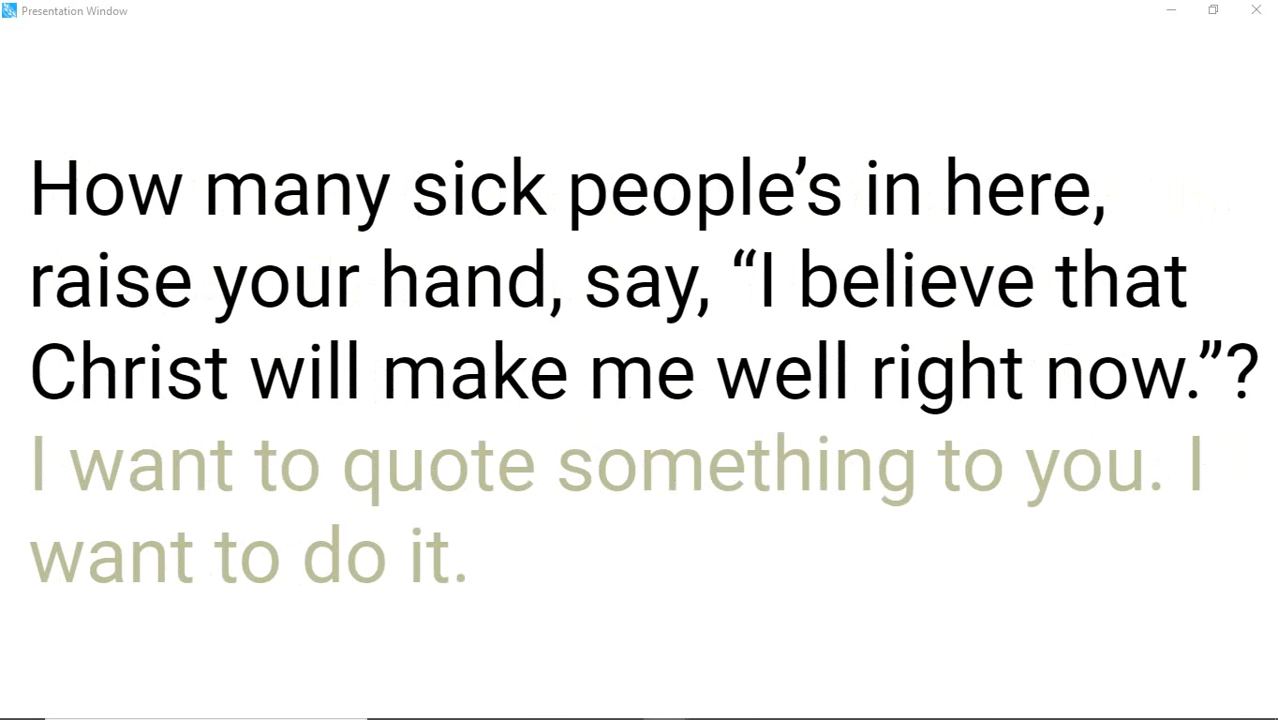 Presentation Window
How many sick people’s in here,
raise your hand, say, “I believe that
Christ will make me well right now.”?
I want to quote something to you. I
want to do it.